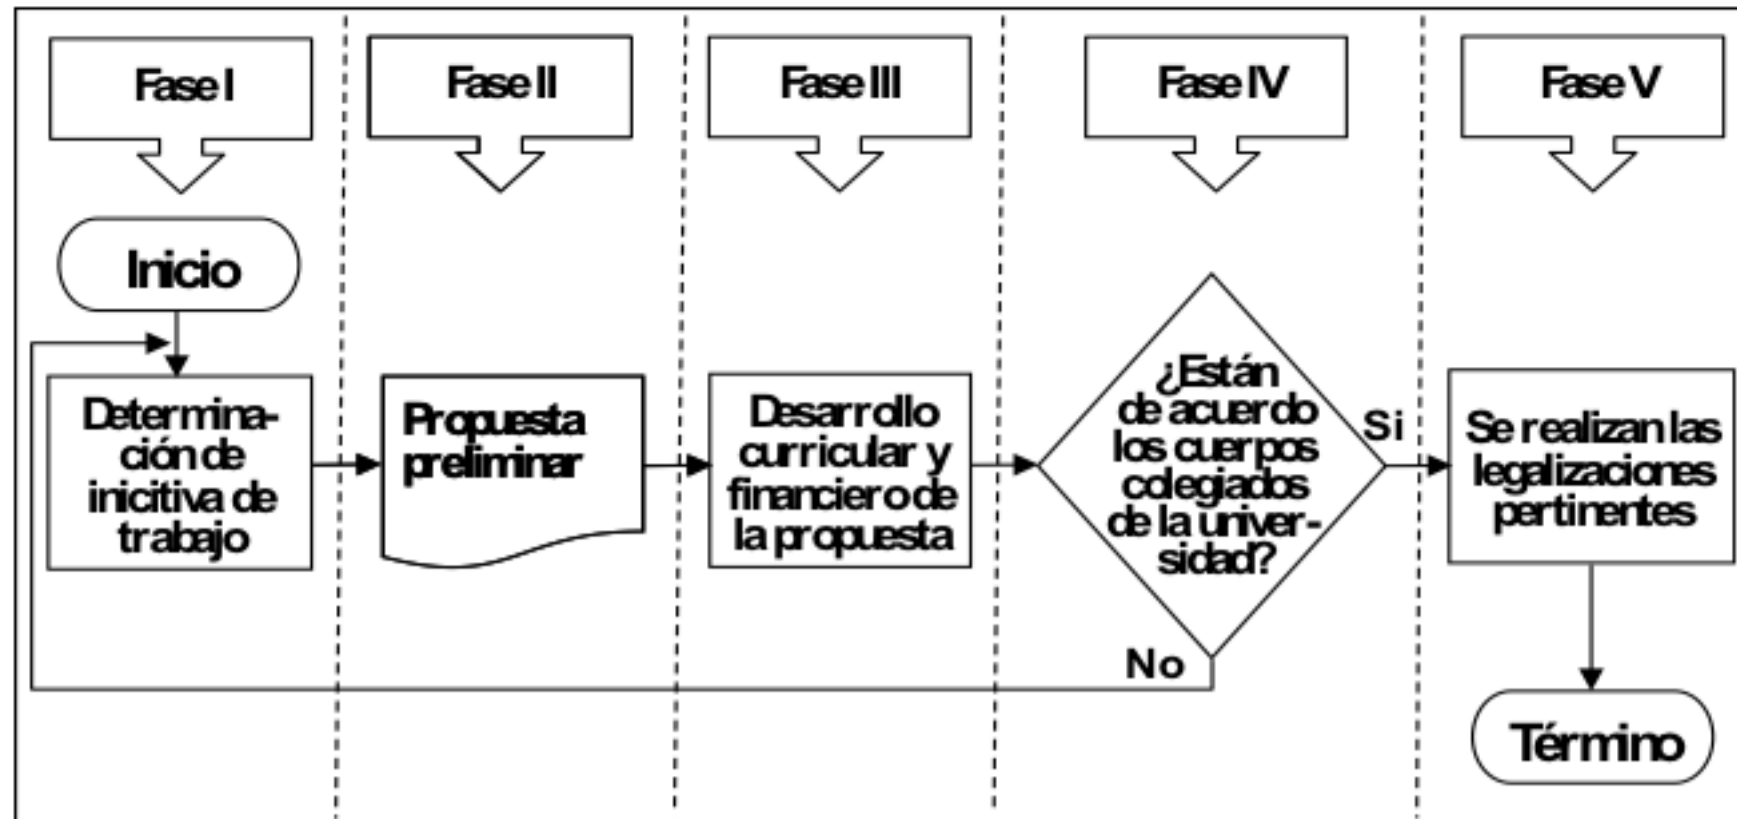 Fase I
Fase II
Fase III
Fase IV
Fase V
Inicio
Determina-
ción de
inicitiva de
trabajo
Propuesta
preliminar
Desarrollo
curricular y
financiero de
la propuesta
¿Están
de acuerdo
los cuerpos
colegiados
de la univer-
sidad?
Si
No
Se realizan las
legalizaciones
pertinentes
Término